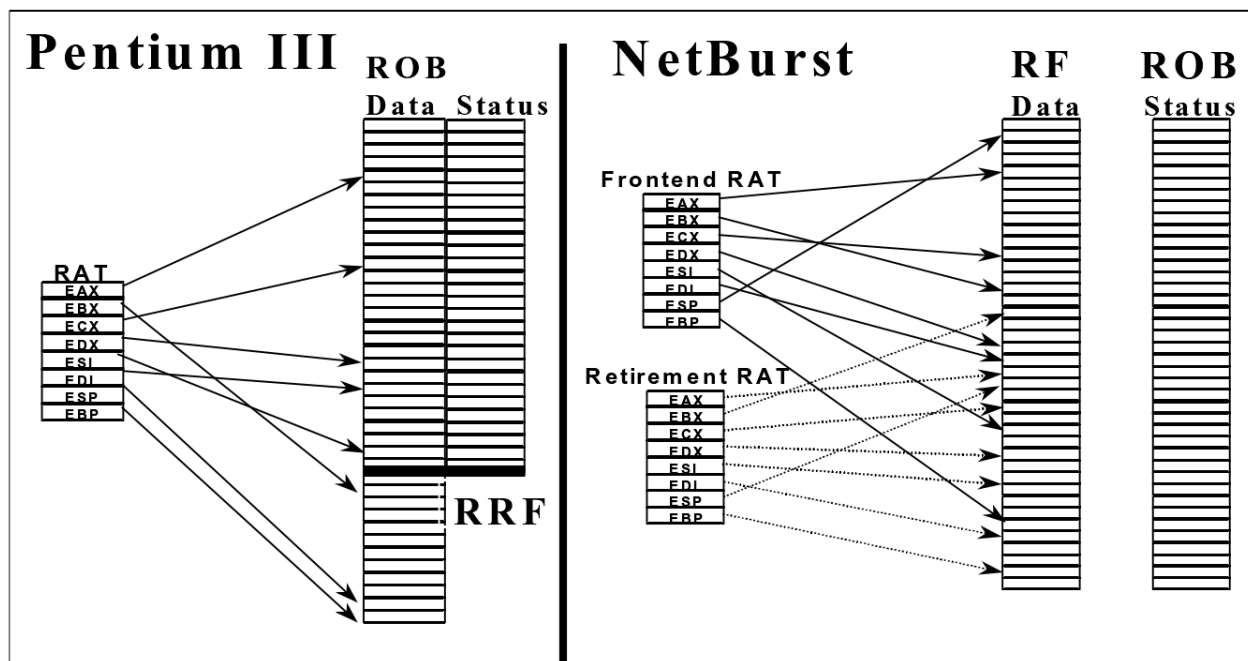 Pentium III
ROB
Data Status
RAT
EAX
EBX
ECX
EDX
ESI
EDI
ESP
EBP
RRF
NetBurst
RF
ROB
Data
Status
Frontend RAT
EAX
EBX
ECX
EDX
ESI
EDI
ESP
EBP
Retirement RAT
EAX
EBX
ECX
EDX
ESI
EDI
ESP
EBP